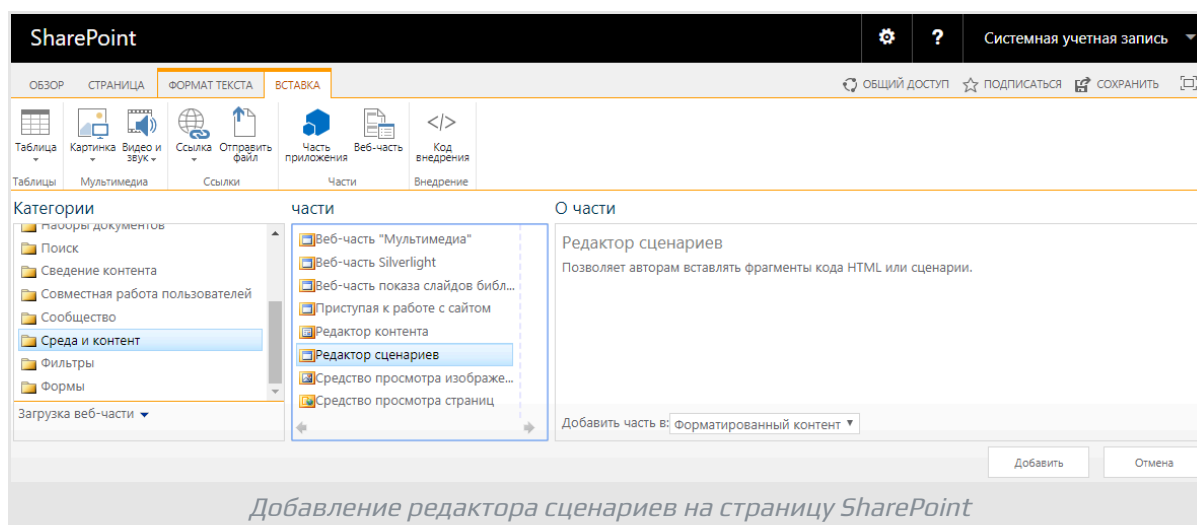 SharePoint
?
Системная учетная запись
ОБЗОР СТРАНИЦА ФОРМАТ ТЕКСТА ВСТАВКА
ОБЩИЙ ДОСТУП ПОДПИСАТЬСЯ СОХРАНИТЬ
Таблица Картинка Видео и звук Ссылка Отправить файл Часть приложения Веб-часть </> Код внедрения
Таблицы Мультимедиа Ссылки Части Внедрение
Категории
Наборы документов
Поиск
Сведение контента
Совместная работа пользователей
Сообщество
Среда и контент
Фильтры
Формы
Загрузка веб-части
части
Веб-часть "Мультимедиа"
Веб-часть Silverlight
Веб-часть показа слайдов библ...
Приступая к работе с сайтом
Редактор контента
Редактор сценариев
Средство просмотра изображе...
Средство просмотра страниц
О части
Редактор сценариев
Позволяет авторам вставлять фрагменты кода HTML или сценарии.
Добавить часть в: Форматированный контент
Добавить Отмена
Добавление редактора сценариев на страницу SharePoint